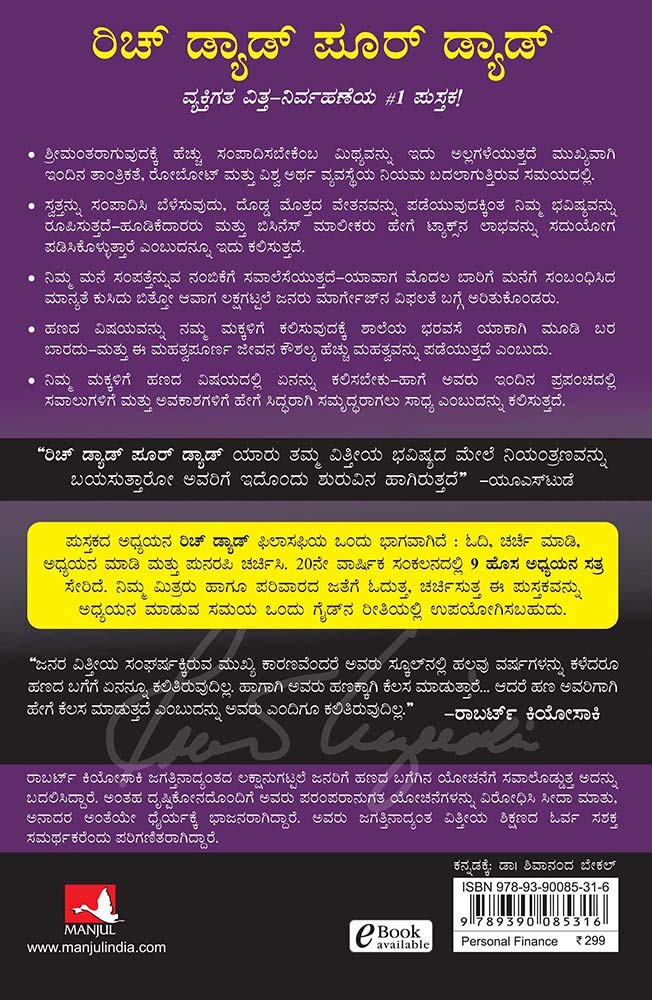 ರಿಚ್ ಡ್ಯಾಡ್ ಪೂರ್ ಡ್ಯಾಡ್
ವ್ಯಕ್ತಿಗತ ವಿತ್ತ–ನಿರ್ವಹಣೆಯ #1 ಪುಸ್ತಕ!
• ಶ್ರೀಮಂತರಾಗುವುದಕ್ಕೆ ಹೆಚ್ಚು ಸಂಪಾದಿಸಬೇಕೆಂಬ ಮಿಥ್ಯವನ್ನು ಇದು ಅಲ್ಲಗಳೆಯುತ್ತದೆ ಮುಖ್ಯವಾಗಿ
ಇಂದಿನ ತಾಂತ್ರಿಕತೆ, ರೋಬೋಟ್ ಮತ್ತು ವಿಶ್ವ ಅರ್ಥ ವ್ಯವಸ್ಥೆಯ ನಿಯಮ ಬದಲಾಗುತ್ತಿರುವ ಸಮಯದಲ್ಲಿ.
• ಸ್ವತ್ತನ್ನು ಸಂಪಾದಿಸಿ ಬೆಳೆಸುವುದು, ದೊಡ್ಡ ಮೊತ್ತದ ವೇತನವನ್ನು ಪಡೆಯುವುದಕ್ಕಿಂತ ನಿಮ್ಮ ಭವಿಷ್ಯವನ್ನು
ರೂಪಿಸುತ್ತದೆ–ಹೂಡಿಕೆದಾರರು ಮತ್ತು ಬಿಸಿನೆಸ್ ಮಾಲೀಕರು ಹೇಗೆ ಟ್ಯಾಕ್ಸ್‌ನ ಲಾಭವನ್ನು ಸದುಯೋಗ
ಪಡಿಸಿಕೊಳ್ಳುತ್ತಾರೆ ಎಂಬುದನ್ನೂ ಇದು ಕಲಿಸುತ್ತದೆ.
• ನಿಮ್ಮ ಮನೆ ಸಂಪತ್ತೆನ್ನುವ ನಂಬಿಕೆಗೆ ಸವಾಲೆಸೆಯುತ್ತದೆ–ಯಾವಾಗ ಮೊದಲ ಬಾರಿಗೆ ಮನೆಗೆ ಸಂಬಂಧಿಸಿದ
ಮಾನ್ಯತೆ ಕುಸಿದು ಬಿತ್ತೋ ಆವಾಗ ಲಕ್ಷಗಟ್ಟಲೆ ಜನರು ಮಾರ್ಗೇಜ್‌ನ ವಿಫಲತೆ ಬಗ್ಗೆ ಅರಿತುಕೊಂಡರು.
• ಹಣದ ವಿಷಯವನ್ನು ನಮ್ಮ ಮಕ್ಕಳಿಗೆ ಕಲಿಸುವುದಕ್ಕೆ ಶಾಲೆಯ ಭರವಸೆ ಯಾಕಾಗಿ ಮೂಡಿ ಬರ
ಬಾರದು–ಮತ್ತು ಈ ಮಹತ್ವಪೂರ್ಣ ಜೀವನ ಕೌಶಲ್ಯ ಹೆಚ್ಚು ಮಹತ್ವವನ್ನು ಪಡೆಯುತ್ತದೆ ಎಂಬುದು.
• ನಿಮ್ಮ ಮಕ್ಕಳಿಗೆ ಹಣದ ವಿಷಯದಲ್ಲಿ ಏನನ್ನು ಕಲಿಸಬೇಕು–ಹಾಗೆ ಅವರು ಇಂದಿನ ಪ್ರಪಂಚದಲ್ಲಿ
ಸವಾಲುಗಳಿಗೆ ಮತ್ತು ಅವಕಾಶಗಳಿಗೆ ಹೇಗೆ ಸಿದ್ಧರಾಗಿ ಸಮೃದ್ಧರಾಗಲು ಸಾಧ್ಯ ಎಂಬುದನ್ನು ಕಲಿಸುತ್ತದೆ.
“ರಿಚ್ ಡ್ಯಾಡ್ ಪೂರ್ ಡ್ಯಾಡ್ ಯಾರು ತಮ್ಮ ವಿತ್ತೀಯ ಭವಿಷ್ಯದ ಮೇಲೆ ನಿಯಂತ್ರಣವನ್ನು
ಬಯಸುತ್ತಾರೋ ಅವರಿಗೆ ಇದೊಂದು ಶುರುವಿನ ಹಾಗಿರುತ್ತದೆ” –ಯೂಎಸ್‌ಟುಡೆ
ಪುಸ್ತಕದ ಅಧ್ಯಯನ ರಿಚ್ ಡ್ಯಾಡ್ ಫಿಲಾಸಫಿಯ ಒಂದು ಭಾಗವಾಗಿದೆ : ಓದಿ, ಚರ್ಚೆ ಮಾಡಿ,
ಅಧ್ಯಯನ ಮಾಡಿ ಮತ್ತು ಪುನರಪಿ ಚರ್ಚಿಸಿ. 20ನೇ ವಾರ್ಷಿಕ ಸಂಕಲನದಲ್ಲಿ 9 ಹೊಸ ಅಧ್ಯಯನ ಸತ್ರ
ಸೇರಿದೆ. ನಿಮ್ಮ ಮಿತ್ರರು ಹಾಗೂ ಪರಿವಾರದ ಜತೆಗೆ ಓದುತ್ತ, ಚರ್ಚಿಸುತ್ತ ಈ ಪುಸ್ತಕವನ್ನು
ಅಧ್ಯಯನ ಮಾಡುವ ಸಮಯ ಒಂದು ಗೈಡ್‌ನ ರೀತಿಯಲ್ಲಿ ಉಪಯೋಗಿಸಬಹುದು.
“ಜನರ ವಿತ್ತೀಯ ಸಂಘರ್ಷಕ್ಕಿರುವ ಮುಖ್ಯ ಕಾರಣವೆಂದರೆ ಅವರು ಸ್ಕೂಲ್‌ನಲ್ಲಿ ಹಲವು ವರ್ಷಗಳನ್ನು ಕಳೆದರೂ
ಹಣದ ಬಗೆಗೆ ಏನನ್ನೂ ಕಲಿತಿರುವುದಿಲ್ಲ. ಹಾಗಾಗಿ ಅವರು ಹಣಕ್ಕಾಗಿ ಕೆಲಸ ಮಾಡುತ್ತಾರೆ... ಆದರೆ ಹಣ ಅವರಿಗಾಗಿ
ಹೇಗೆ ಕೆಲಸ ಮಾಡುತ್ತದೆ ಎಂಬುದನ್ನು ಅವರು ಎಂದಿಗೂ ಕಲಿತಿರುವುದಿಲ್ಲ.” –ರಾಬರ್ಟ್ ಕಿಯೋಸಾಕಿ
ರಾಬರ್ಟ್ ಕಿಯೋಸಾಕಿ ಜಗತ್ತಿನಾದ್ಯಂತದ ಲಕ್ಷಾನುಗಟ್ಟಲೆ ಜನರಿಗೆ ಹಣದ ಬಗೆಗಿನ ಯೋಚನೆಗೆ ಸವಾಲೊಡ್ಡುತ್ತ ಅದನ್ನು
ಬದಲಿಸಿದ್ದಾರೆ. ಅಂತಹ ದೃಷ್ಟಿಕೋನದೊಂದಿಗೆ ಅವರು ಪರಂಪರಾನುಗತ ಯೋಚನೆಗಳನ್ನು ವಿರೋಧಿಸಿ ಸೀದಾ ಮಾತು,
ಅನಾದರ ಅಂತೆಯೇ ಧೈರ್ಯಕ್ಕೆ ಭಾಜನರಾಗಿದ್ದಾರೆ. ಅವರು ಜಗತ್ತಿನಾದ್ಯಂತ ವಿತ್ತೀಯ ಶಿಕ್ಷಣದ ಓರ್ವ ಸಶಕ್ತ
ಸಮರ್ಥಕರೆಂದು ಪರಿಗಣಿತರಾಗಿದ್ದಾರೆ.
ಕನ್ನಡಕ್ಕೆ: ಡಾ। ಶಿವಾನಂದ ಬೇಕಲ್
MANJUL
www.manjulindia.com
eBook
available
ISBN 978-93-90085-31-6
9 789390 085316
Personal Finance ₹ 299